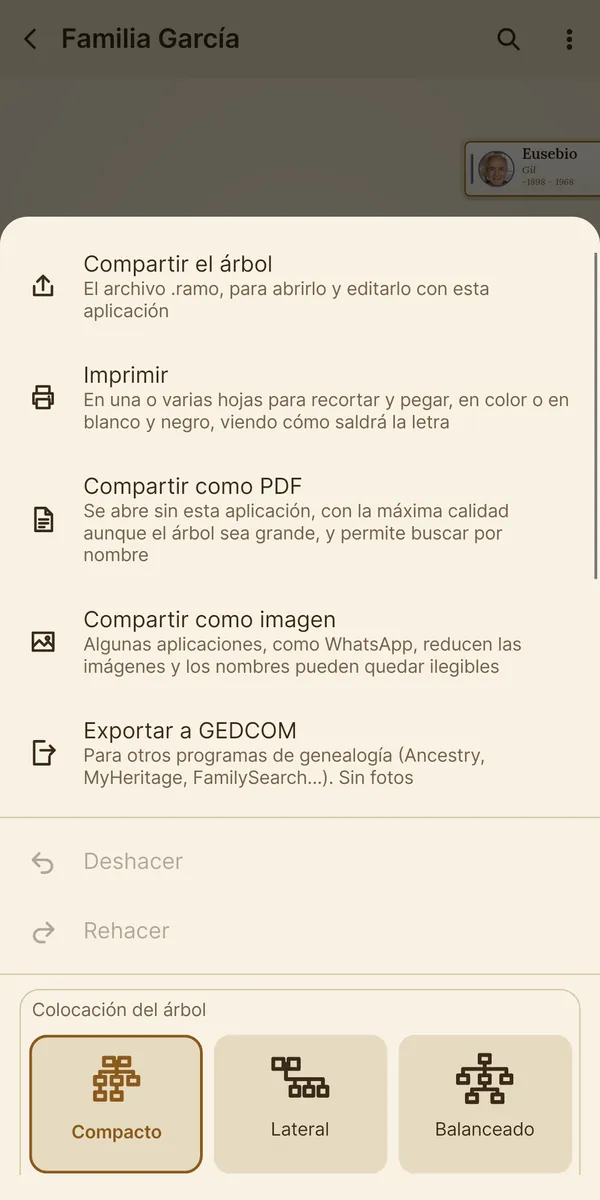 Familia García
Eusebio
Gil
~1898 - 1968
Compartir el árbol
El archivo .ramo, para abrirlo y editarlo con esta
aplicación
Imprimir
En una o varias hojas para recortar y pegar, en color o en
blanco y negro, viendo cómo saldrá la letra
Compartir como PDF
Se abre sin esta aplicación, con la máxima calidad
aunque el árbol sea grande, y permite buscar por
nombre
Compartir como imagen
Algunas aplicaciones, como WhatsApp, reducen las
imágenes y los nombres pueden quedar ilegibles
Exportar a GEDCOM
Para otros programas de genealogía (Ancestry,
MyHeritage, FamilySearch...). Sin fotos
Deshacer
Rehacer
Colocación del árbol
Compacto
Lateral
Balanceado